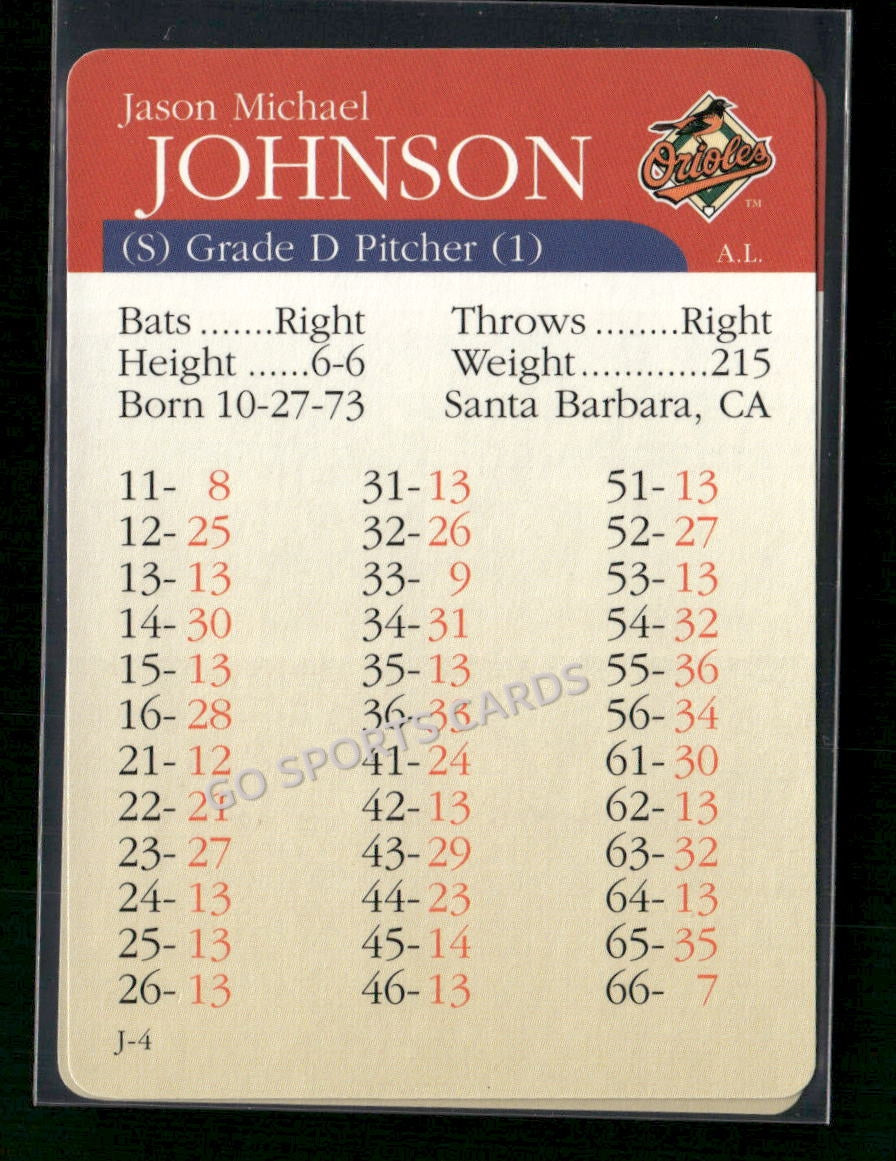 Jason Michael
JOHNSON
Orioles
TM
(S) Grade D Pitcher (1)
A.L.
Bats .......Right Throws ........Right
Height ......6-6 Weight............215
Born 10-27-73 Santa Barbara, CA
11- 8 31-13 51-13
12-25 32-26 52-27
13-13 33- 9 53-13
14-30 34-31 54-32
15-13 35-13 55-36
16-28 36- 56-34
21-12 41-24 61-30
22-21 42-13 62-13
23-27 43-29 63-32
24-13 44-23 64-13
25-13 45-14 65-35
26-13 46-13 66- 7
J-4
GO SPORTS CARDS